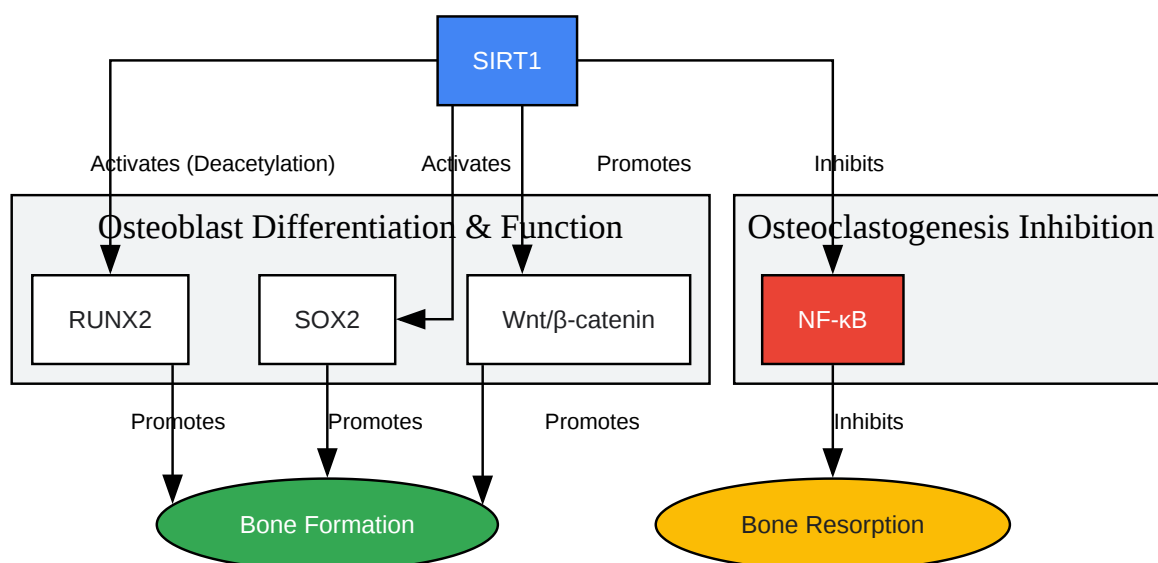 SIRT1
Activates (Deacetylation)
Activates
Promotes
Inhibits
Osteoblast Differentiation & Function
Osteoclastogenesis Inhibition
RUNX2
SOX2
Wnt/β-catenin
NF-κB
Promotes
Promotes
Promotes
Inhibits
Bone Formation
Bone Resorption